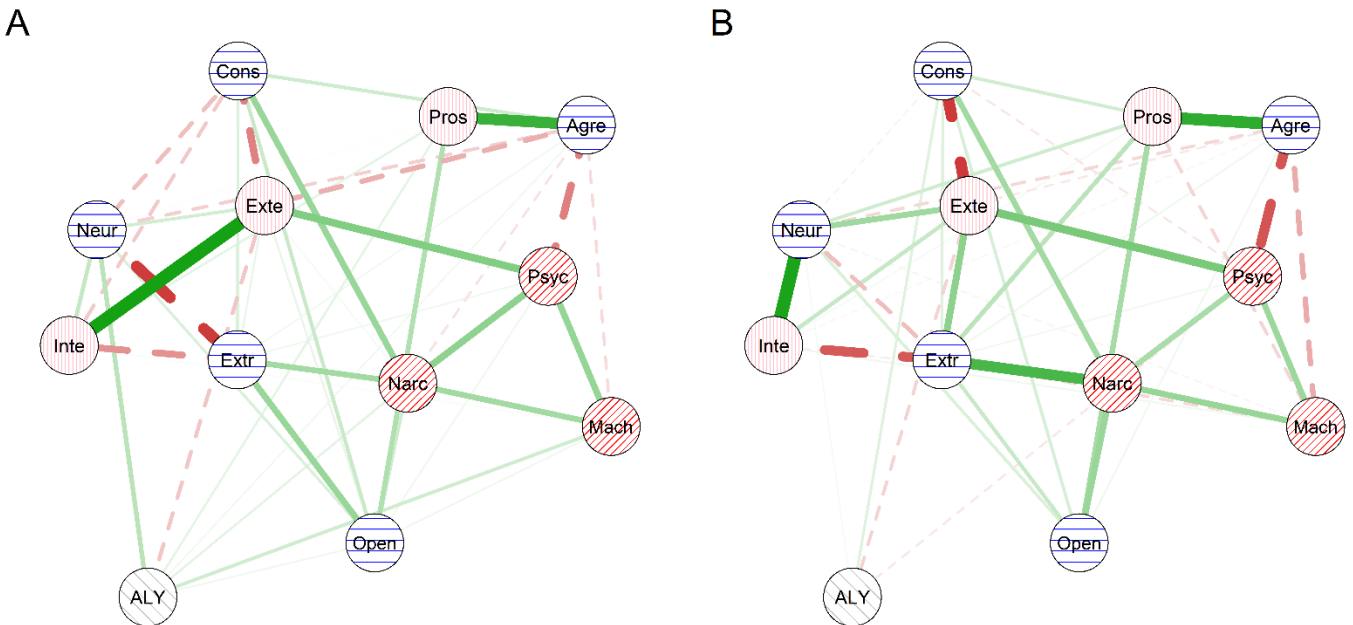 A
Cons
Pros
Agre
Exte
Neur
Psyc
Inte
Extr
Narc
Mach
Open
ALY
B
Cons
Pros
Agre
Exte
Neur
Psyc
Inte
Extr
Narc
Mach
Open
ALY